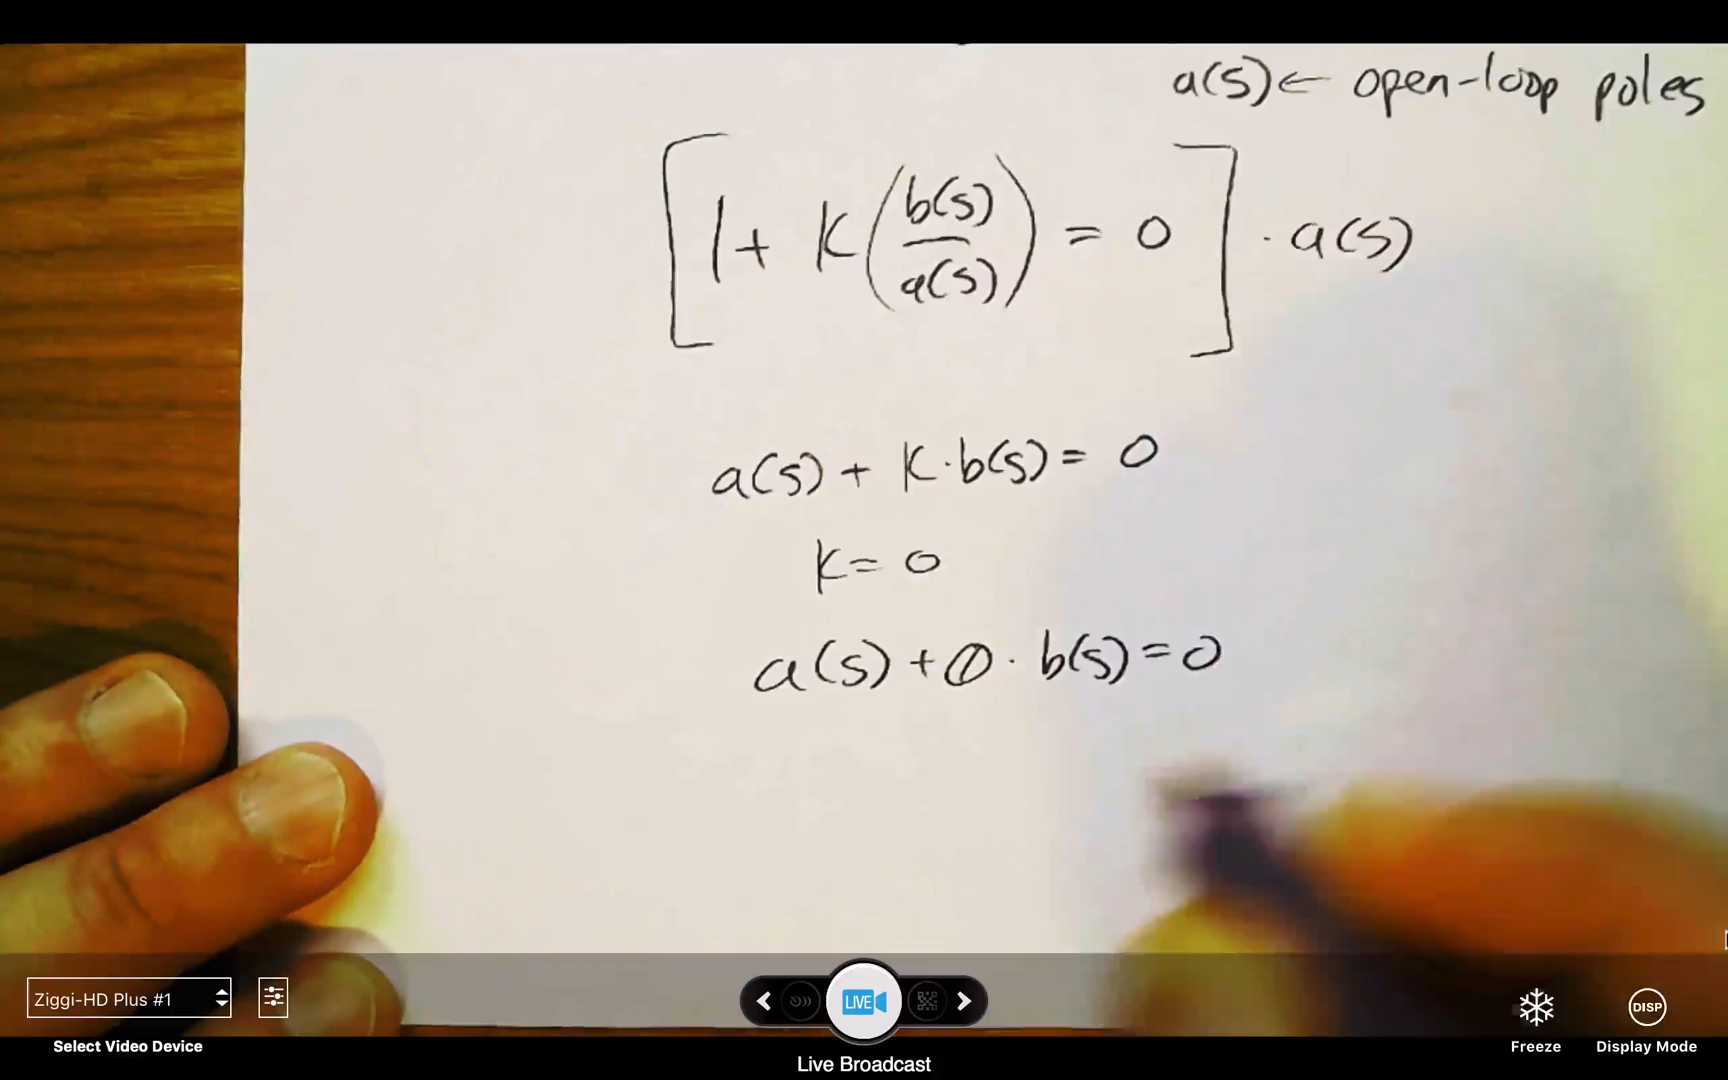 a(s) ← open-loop poles
[1 + K(b(s)/a(s)) = 0] · a(s)
a(s) + K·b(s) = 0
K = 0
a(s) + 0 · b(s) = 0
Ziggi-HD Plus #1
Select Video Device
LIVE
Live Broadcast
Freeze
DISP
Display Mode